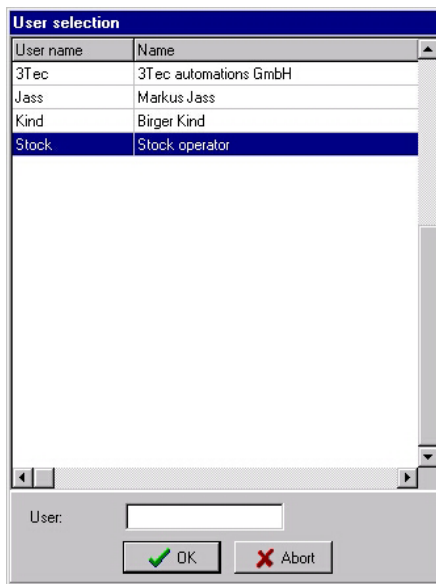 User selection
User name Name
3Tec 3Tec automations GmbH
Jass Markus Jass
Kind Birger Kind
Stock Stock operator
User:
OK Abort